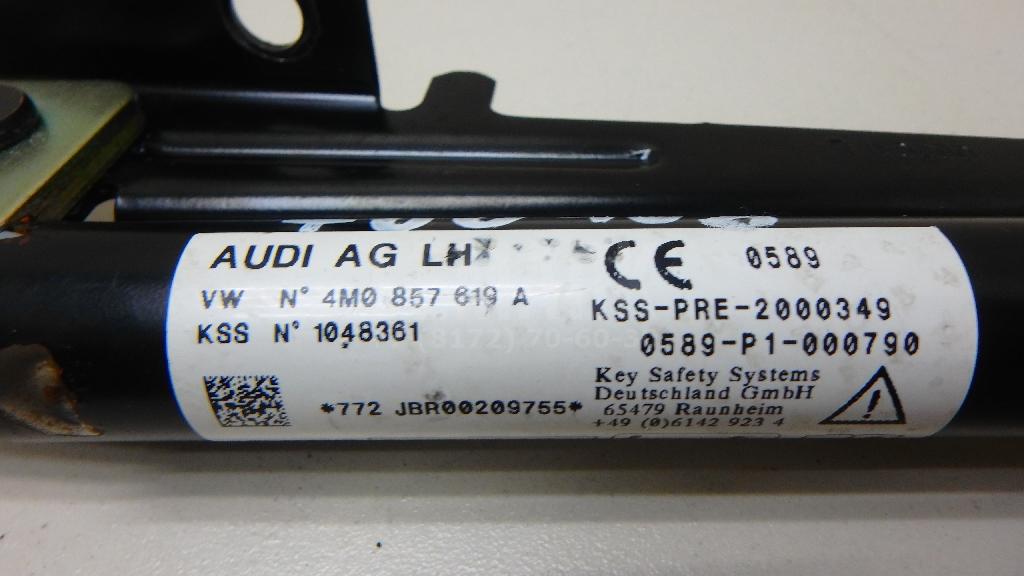 AUDI AG LH
CE 0589
VW N° 4M0 857 619 A
KSS-PRE-2000349
KSS N° 1048361
0589-P1-000790
*772 JBR00209755*
Key Safety Systems
Deutschland GmbH
65479 Raunheim
+49 (0)6142 923 4